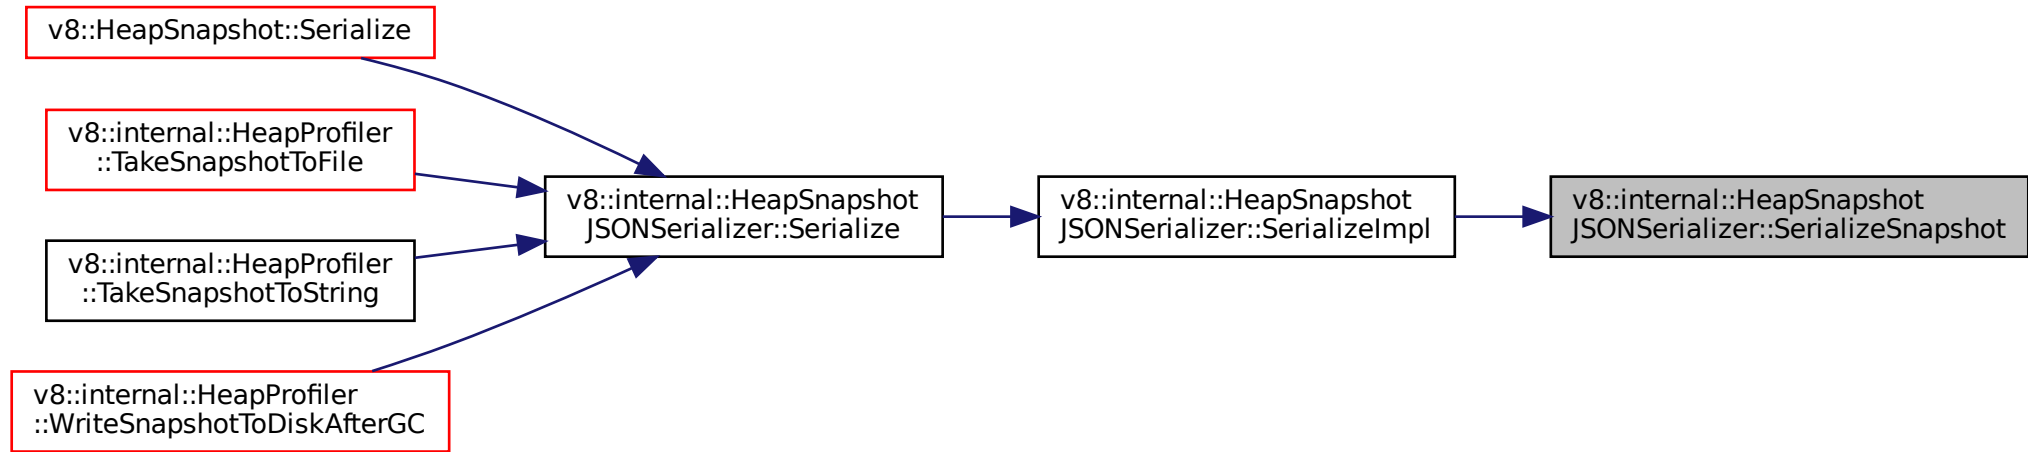 v8::HeapSnapshot::Serialize
v8::internal::HeapProfiler
::TakeSnapshotToFile
v8::internal::HeapProfiler
::TakeSnapshotToString
v8::internal::HeapProfiler
::WriteSnapshotToDiskAfterGC
v8::internal::HeapSnapshot
JSONSerializer::Serialize
v8::internal::HeapSnapshot
JSONSerializer::SerializeImpl
v8::internal::HeapSnapshot
JSONSerializer::SerializeSnapshot